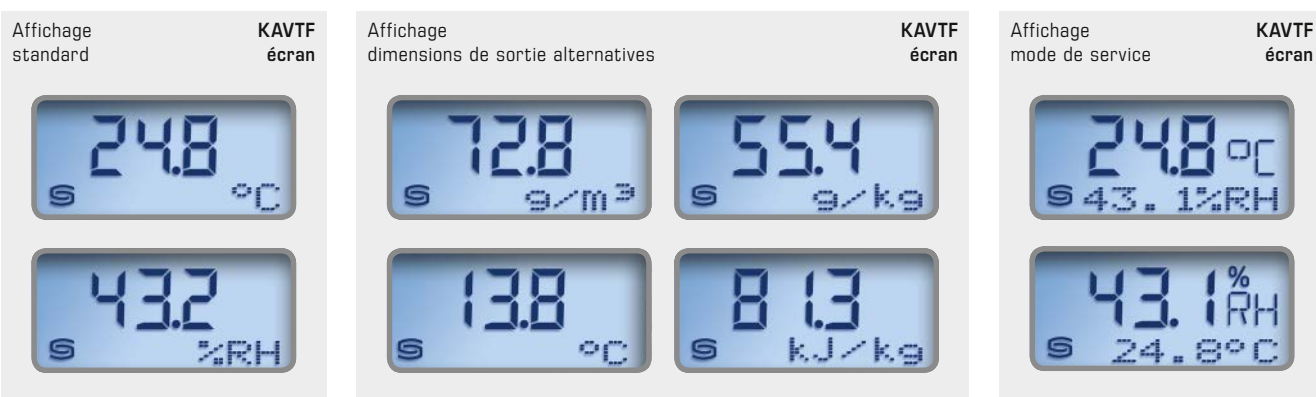 Affichage
standard
KAVTF
écran
24.8
°C
43.2
%RH
Affichage
dimensions de sortie alternatives
KAVTF
écran
72.8
g/m³
55.4
g/kg
13.8
°C
81.3
kJ/kg
Affichage
mode de service
KAVTF
écran
24.8 °C
43.1%RH
43.1 % RH
24.8°C